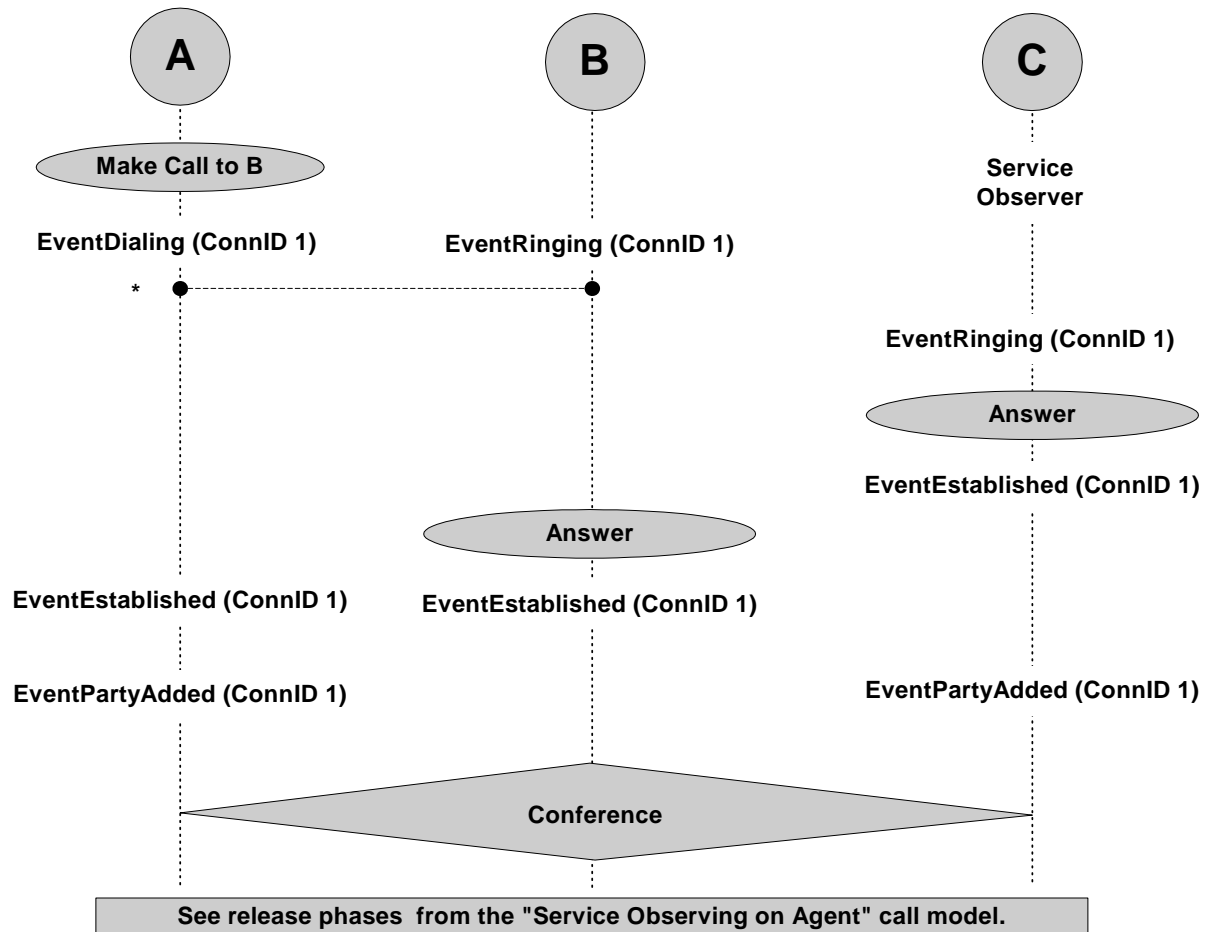 A
B
C
Make Call to B
Service
Observer
EventDialing (ConnID 1)
EventRinging (ConnID 1)
*
EventRinging (ConnID 1)
Answer
EventEstablished (ConnID 1)
Answer
EventEstablished (ConnID 1)
EventEstablished (ConnID 1)
EventPartyAdded (ConnID 1)
EventPartyAdded (ConnID 1)
Conference
See release phases from the "Service Observing on Agent" call model.